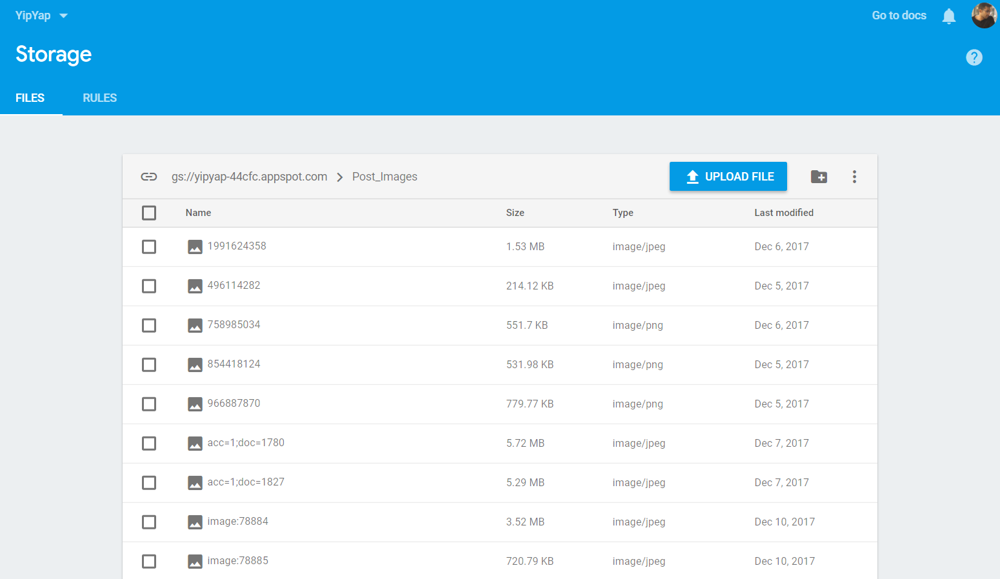 YipYap Go to docs
Storage
?
FILES RULES
gs://yipyap-44cfc.appspot.com Post_Images UPLOAD FILE
Name Size Type Last modified
1991624358 1.53 MB image/jpeg Dec 6, 2017
496114282 214.12 KB image/jpeg Dec 5, 2017
758985034 551.7 KB image/png Dec 6, 2017
854418124 531.98 KB image/png Dec 5, 2017
966887870 779.77 KB image/png Dec 5, 2017
acc=1;doc=1780 5.72 MB image/jpeg Dec 7, 2017
acc=1;doc=1827 5.29 MB image/jpeg Dec 7, 2017
image:78884 3.52 MB image/jpeg Dec 10, 2017
image:78885 720.79 KB image/jpeg Dec 10, 2017